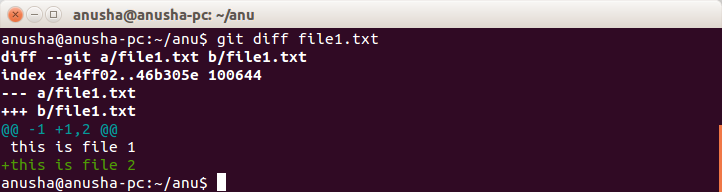 anusha@anusha-pc: ~/anu
anusha@anusha-pc:~/anu$ git diff file1.txt
diff --git a/file1.txt b/file1.txt
index 1e4ff02..46b305e 100644
--- a/file1.txt
+++ b/file1.txt
@@ -1 +1,2 @@
 this is file 1
+this is file 2
anusha@anusha-pc:~/anu$